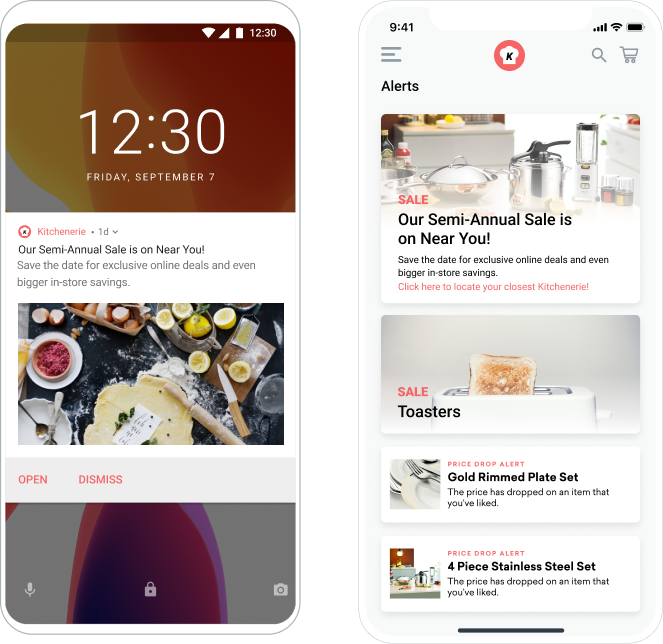 12:30
12:30
FRIDAY, SEPTEMBER 7
K
Kitchenerie • 1d
Our Semi-Annual Sale is on Near You!
Save the date for exclusive online deals and even
bigger in-store savings.
OPEN
DISMISS
9:41
K
Alerts
SALE
Our Semi-Annual Sale is
on Near You!
Save the date for exclusive online deals and even
bigger in-store savings.
Click here to locate your closest Kitchenerie!
SALE
Toasters
PRICE DROP ALERT
Gold Rimmed Plate Set
The price has dropped on an item that
you've liked.
PRICE DROP ALERT
4 Piece Stainless Steel Set
The price has dropped on an item that
you've liked.